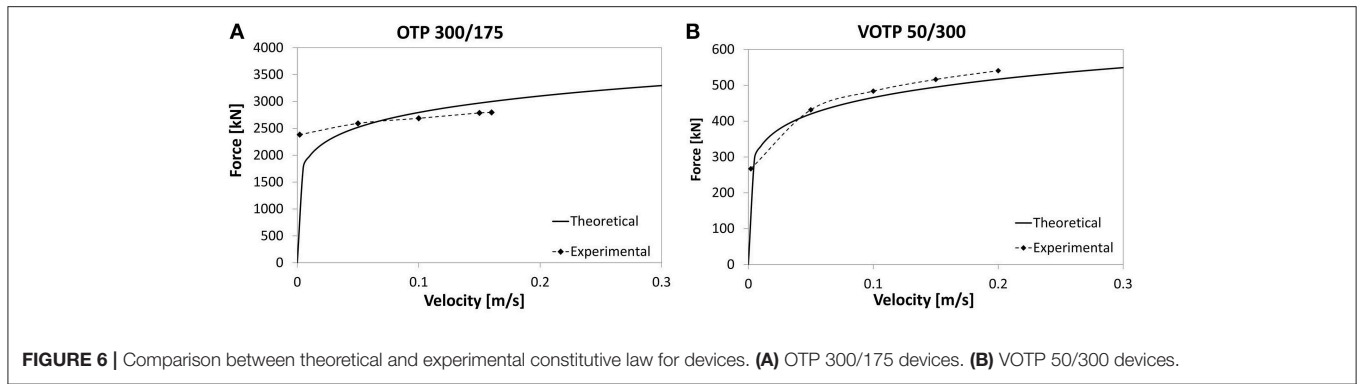 A
OTP 300/175
4000
3500
3000
2500
2000
1500
1000
500
0
Force [kN]
0
0.1
0.2
0.3
Velocity [m/s]
Theoretical
Experimental
B
VOTP 50/300
600
500
400
300
200
100
0
Force [kN]
0
0.1
0.2
0.3
Velocity [m/s]
Theoretical
Experimental
FIGURE 6 | Comparison between theoretical and experimental constitutive law for devices. (A) OTP 300/175 devices. (B) VOTP 50/300 devices.